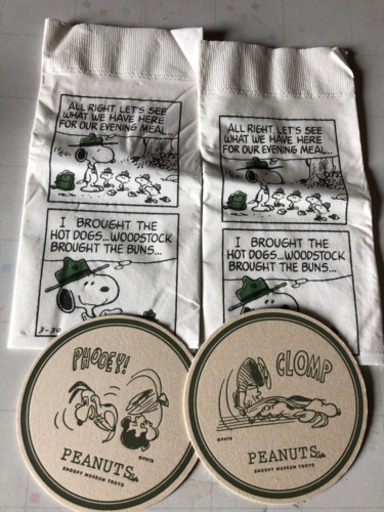 ALL RIGHT, LET'S SEE
WHAT WE HAVE HERE
FOR OUR EVENING MEAL...
I BROUGHT THE
HOT DOGS...WOODSTOCK
BROUGHT THE BUNS...
3-30
ALL RIGHT, LET'S SEE
WHAT WE HAVE HERE
FOR OUR EVENING MEAL...
I BROUGHT THE
HOT DOGS...WOODSTOCK
BROUGHT THE BUNS...
PHOOEY!
PEANUTS
SNOOPY MUSEUM TOKYO
CLOMP
PEANUTS
SNOOPY MUSEUM TOKYO